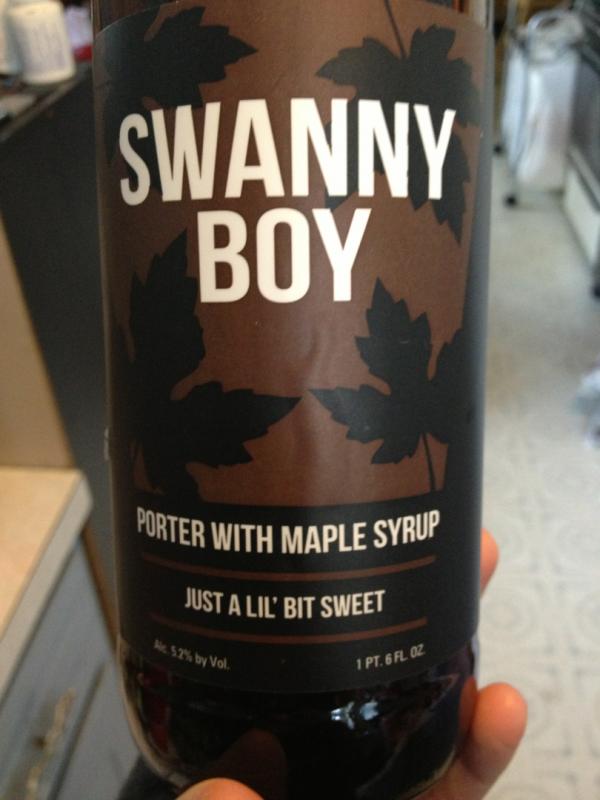 SWANNY
BOY
PORTER WITH MAPLE SYRUP
JUST A LIL' BIT SWEET
Alc. 5.2% by Vol. 1 PT. 6 FL. OZ.